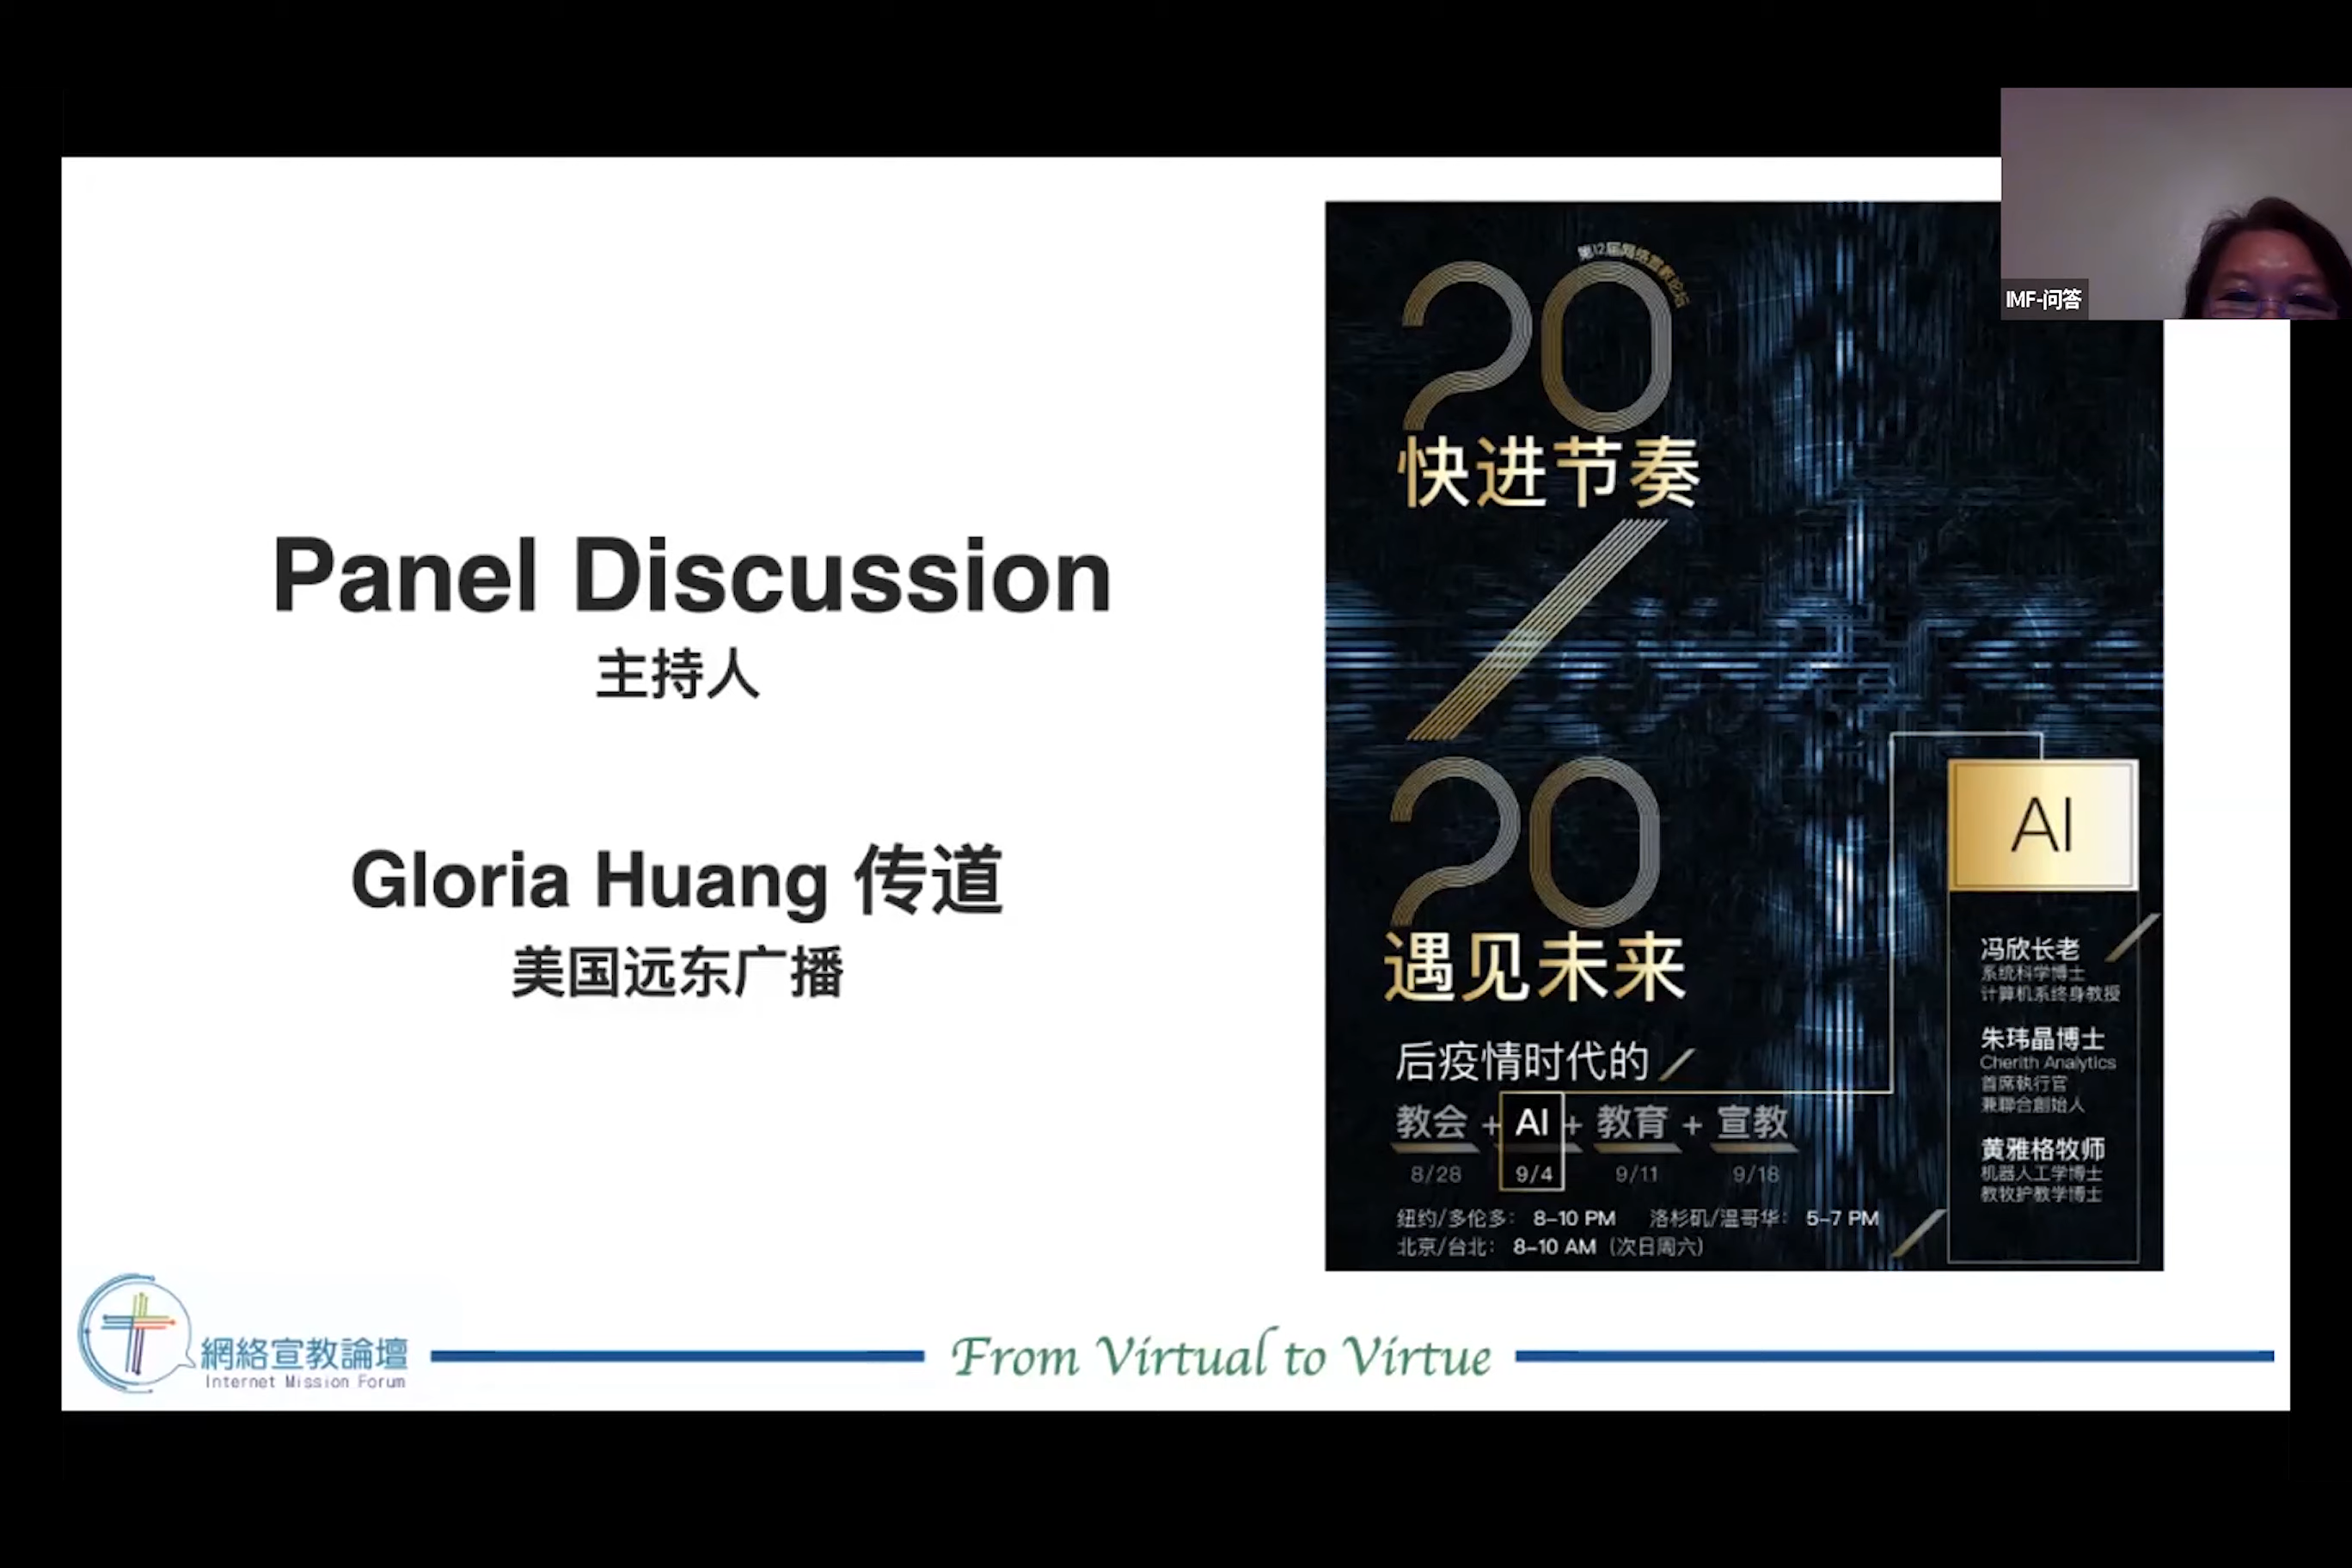 Panel Discussion
主持人
Gloria Huang 传道
美国远东广播
IMF-问答
第12届网络宣教论坛
20
快进节奏
20
遇见未来
后疫情时代的
教会 + AI + 教育 + 宣教
8/28 9/4 9/11 9/18
纽约/多伦多： 8-10 PM 洛杉矶/温哥华： 5-7 PM
北京/台北： 8-10 AM（次日周六）
AI
冯欣长老
系统科学博士
计算机系终身教授
朱玮晶博士
Cherith Analytics
首席執行官
兼聯合創始人
黄雅格牧师
机器人工学博士
教牧护教学博士
網絡宣教論壇
Internet Mission Forum
From Virtual to Virtue